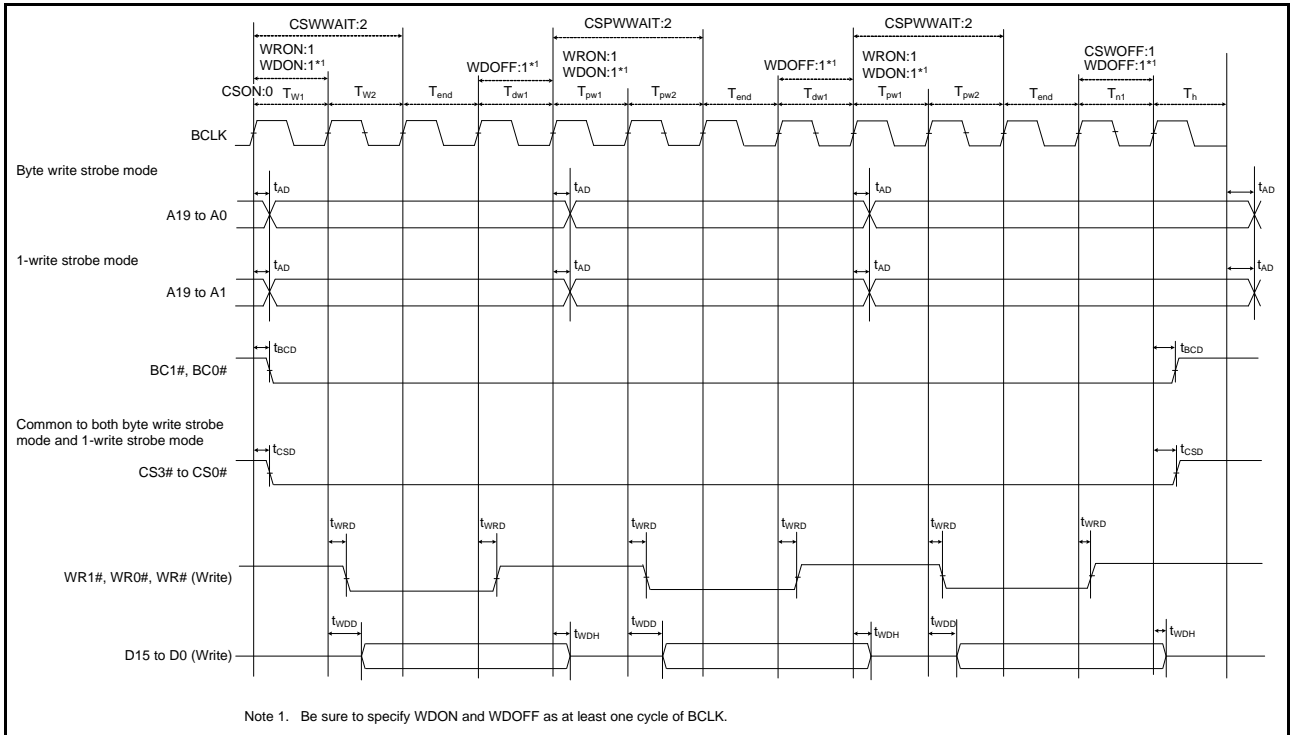 CSWWAIT:2 CSPWWAIT:2 CSPWWAIT:2
WRON:1 WRON:1 WRON:1 CSWOFF:1
WDON:1*1 WDOFF:1*1 WDON:1*1 WDOFF:1*1 WDON:1*1 WDOFF:1*1
CSON:0 TW1 TW2 Tend Tdw1 Tpw1 Tpw2 Tend Tdw1 Tpw1 Tpw2 Tend Tn1 Th
BCLK
Byte write strobe mode
tAD tAD tAD tAD
A19 to A0
1-write strobe mode
tAD tAD tAD tAD
A19 to A1
tBCD tBCD
BC1#, BC0#
Common to both byte write strobe
mode and 1-write strobe mode
tCSD tCSD
CS3# to CS0#
tWRD tWRD tWRD tWRD tWRD tWRD
WR1#, WR0#, WR# (Write)
tWDD tWDH tWDD tWDH tWDD tWDH
D15 to D0 (Write)
Note 1. Be sure to specify WDON and WDOFF as at least one cycle of BCLK.